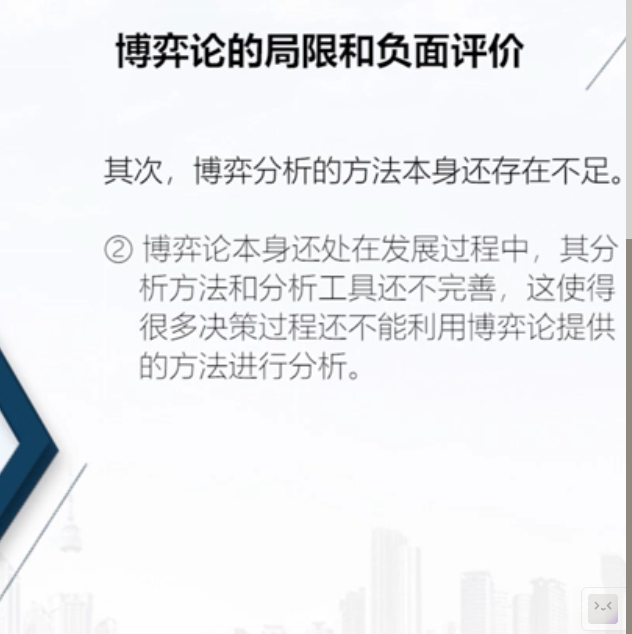 博弈论的局限和负面评价
其次，博弈分析的方法本身还存在不足。
② 博弈论本身还处在发展过程中，其分
析方法和分析工具还不完善，这使得
很多决策过程还不能利用博弈论提供
的方法进行分析。